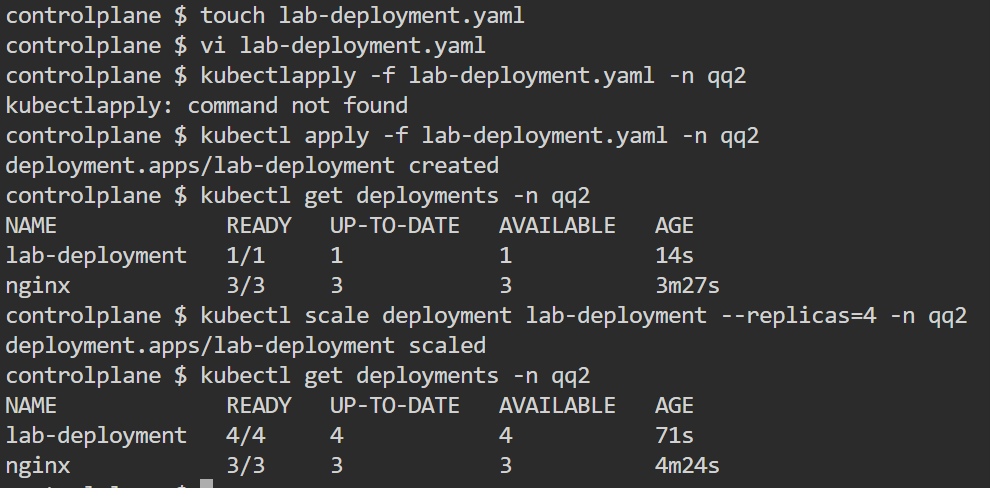 controlplane $ touch lab-deployment.yaml
controlplane $ vi lab-deployment.yaml
controlplane $ kubectlapply -f lab-deployment.yaml -n qq2
kubectlapply: command not found
controlplane $ kubectl apply -f lab-deployment.yaml -n qq2
deployment.apps/lab-deployment created
controlplane $ kubectl get deployments -n qq2
NAME             READY   UP-TO-DATE   AVAILABLE   AGE
lab-deployment   1/1     1            1           14s
nginx            3/3     3            3           3m27s
controlplane $ kubectl scale deployment lab-deployment --replicas=4 -n qq2
deployment.apps/lab-deployment scaled
controlplane $ kubectl get deployments -n qq2
NAME             READY   UP-TO-DATE   AVAILABLE   AGE
lab-deployment   4/4     4            4           71s
nginx            3/3     3            3           4m24s
controlplane $